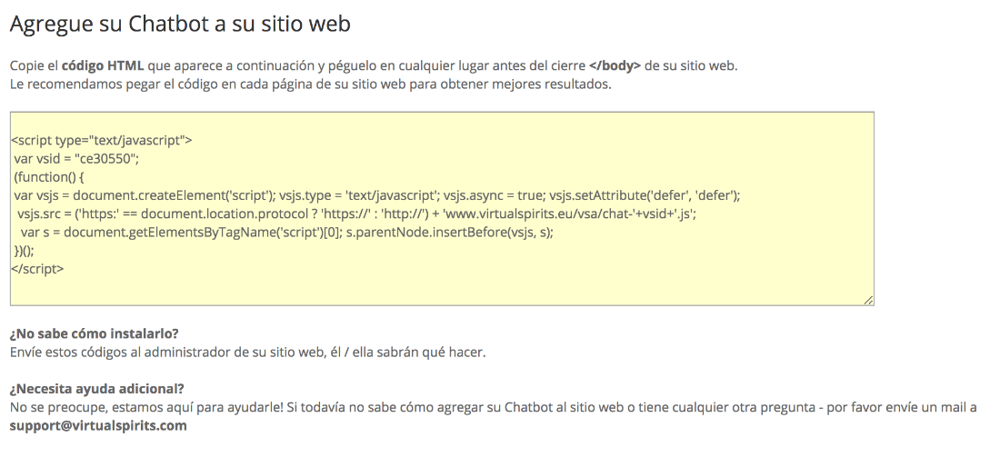 Agregue su Chatbot a su sitio web
Copie el código HTML que aparece a continuación y péguelo en cualquier lugar antes del cierre </body> de su sitio web.
Le recomendamos pegar el código en cada página de su sitio web para obtener mejores resultados.
<script type="text/javascript">
var vsid = "ce30550";
(function() {
var vsjs = document.createElement('script'); vsjs.type = 'text/javascript'; vsjs.async = true; vsjs.setAttribute('defer', 'defer');
vsjs.src = ('https:' == document.location.protocol ? 'https://' : 'http://') + 'www.virtualspirits.eu/vsa/chat-'+vsid+'.js';
var s = document.getElementsByTagName('script')[0]; s.parentNode.insertBefore(vsjs, s);
})();
</script>
¿No sabe cómo instalarlo?
Envíe estos códigos al administrador de su sitio web, él / ella sabrán qué hacer.
¿Necesita ayuda adicional?
No se preocupe, estamos aquí para ayudarle! Si todavía no sabe cómo agregar su Chatbot al sitio web o tiene cualquier otra pregunta - por favor envíe un mail a
support@virtualspirits.com